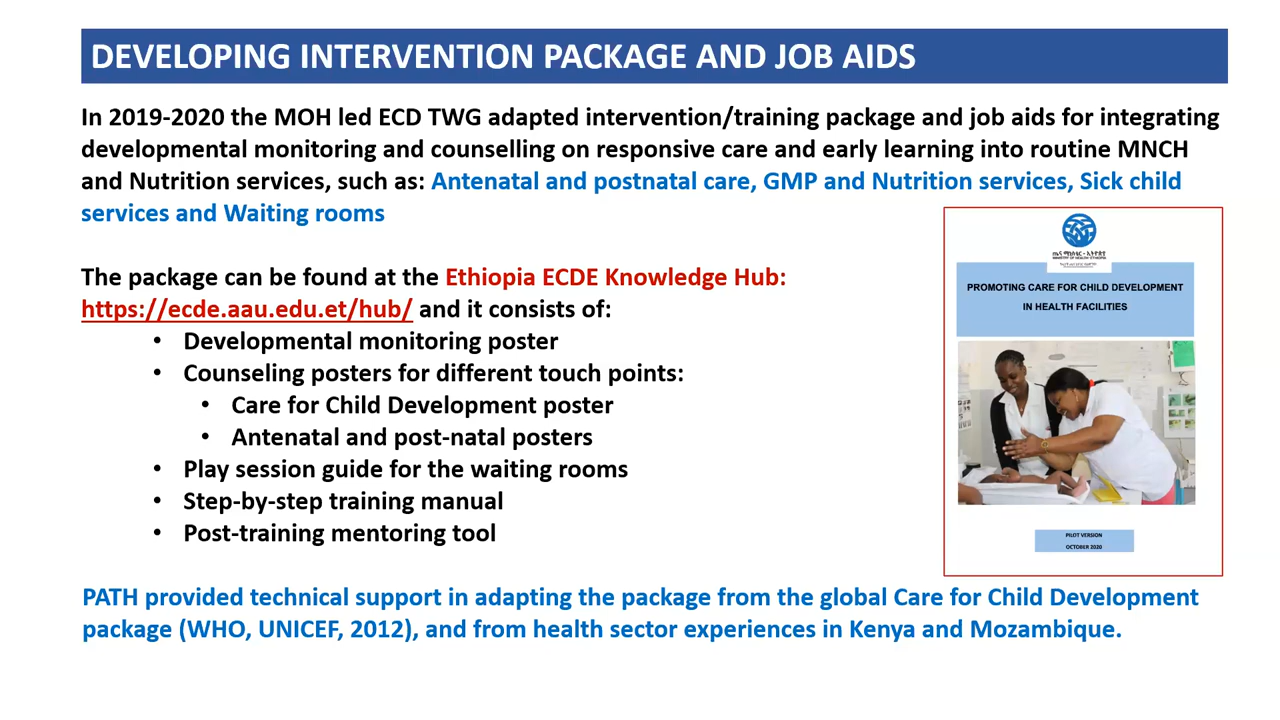 DEVELOPING INTERVENTION PACKAGE AND JOB AIDS
In 2019-2020 the MOH led ECD TWG adapted intervention/training package and job aids for integrating
developmental monitoring and counselling on responsive care and early learning into routine MNCH
and Nutrition services, such as: Antenatal and postnatal care, GMP and Nutrition services, Sick child
services and Waiting rooms
The package can be found at the Ethiopia ECDE Knowledge Hub:
https://ecde.aau.edu.et/hub/ and it consists of:
• Developmental monitoring poster
• Counseling posters for different touch points:
• Care for Child Development poster
• Antenatal and post-natal posters
• Play session guide for the waiting rooms
• Step-by-step training manual
• Post-training mentoring tool
ጤና ሚኒስቴር - ኢትዮጵያ
MINISTRY OF HEALTH - ETHIOPIA
PROMOTING CARE FOR CHILD DEVELOPMENT
IN HEALTH FACILITIES
PILOT VERSION
OCTOBER 2020
PATH provided technical support in adapting the package from the global Care for Child Development
package (WHO, UNICEF, 2012), and from health sector experiences in Kenya and Mozambique.